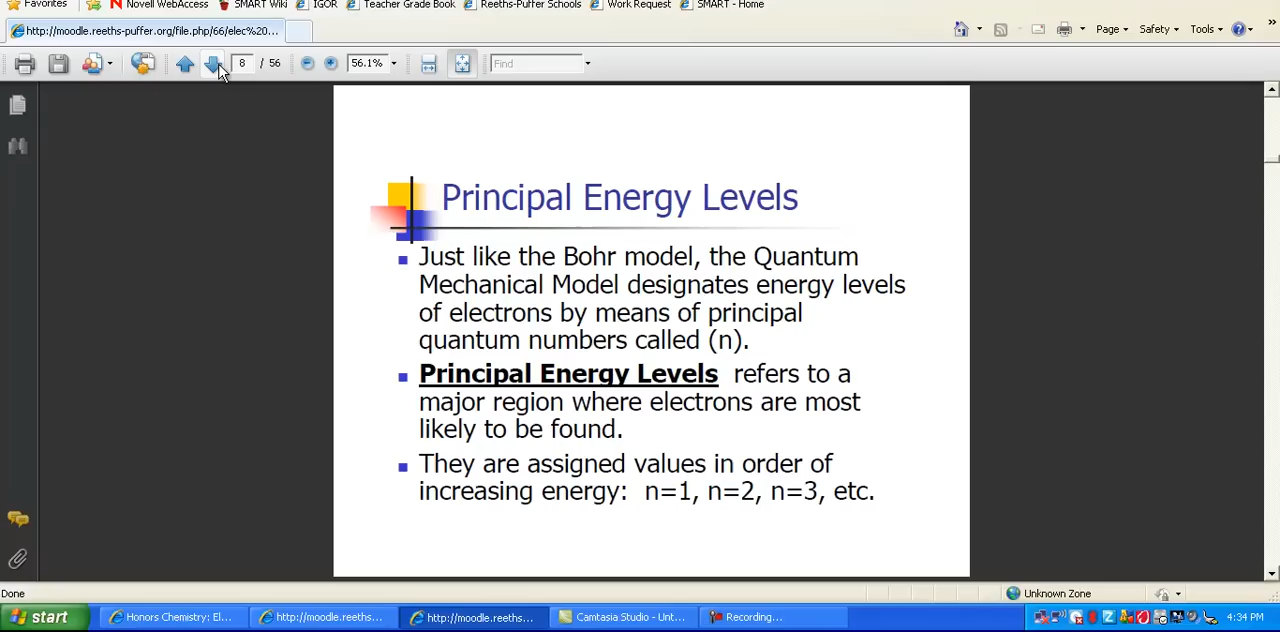 Favorites Novell WebAccess SMART Wiki IGOR Teacher Grade Book Reeths-Puffer Schools Work Request SMART - Home
http://moodle.reeths-puffer.org/file.php/66/elec%20... Page Safety Tools
8 / 56 56.1% Find
Principal Energy Levels
Just like the Bohr model, the Quantum
Mechanical Model designates energy levels
of electrons by means of principal
quantum numbers called (n).
Principal Energy Levels refers to a
major region where electrons are most
likely to be found.
They are assigned values in order of
increasing energy: n=1, n=2, n=3, etc.
Done Unknown Zone
start Honors Chemistry: El... http://moodle.reeths... http://moodle.reeths... Camtasia Studio - Unt... Recording... 4:34 PM